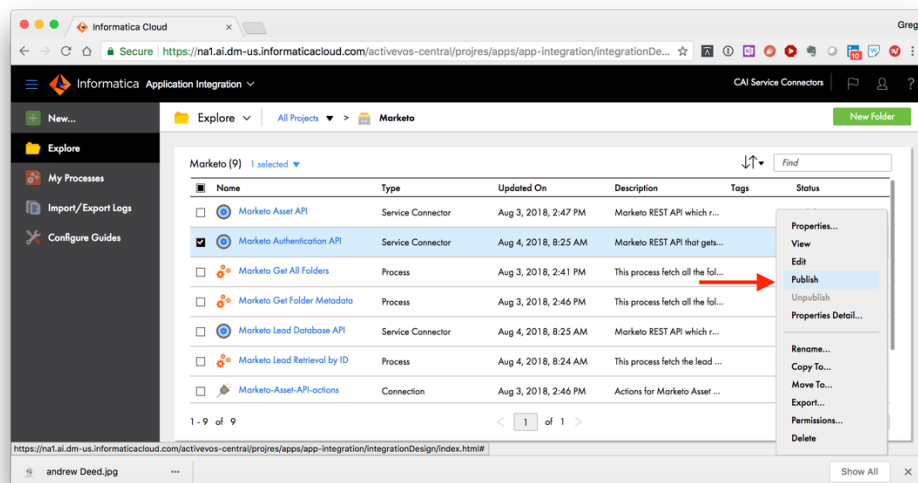 Informatica Cloud
Greg
Secure https://na1.ai.dm-us.informaticacloud.com/activevos-central/projres/apps/app-integration/integrationDe...
10
Informatica Application Integration
CAI Service Connectors
?
New...
Explore
All Projects > Marketo
New Folder
Explore
My Processes
Import/Export Logs
Configure Guides
Marketo (9) 1 selected
Find
Name Type Updated On Description Tags Status
Marketo Asset API Service Connector Aug 3, 2018, 2:47 PM Marketo REST API which r...
Marketo Authentication API Service Connector Aug 4, 2018, 8:25 AM Marketo REST API that gets...
Marketo Get All Folders Process Aug 3, 2018, 2:41 PM This process fetch all the fol...
Marketo Get Folder Metadata Process Aug 3, 2018, 2:46 PM This process fetch all the fol...
Marketo Lead Database API Service Connector Aug 4, 2018, 8:25 AM Marketo REST API which r...
Marketo Lead Retrieval by ID Process Aug 4, 2018, 8:24 AM This process fetch the lead ...
Marketo-Asset-API-actions Connection Aug 3, 2018, 2:46 PM Actions for Marketo Asset ...
Properties...
View
Edit
Publish
Unpublish
Properties Detail...
Rename...
Copy To...
Move To...
Export...
Permissions...
Delete
1 - 9 of 9
< 1 of 1 >
https://na1.ai.dm-us.informaticacloud.com/activevos-central/projres/apps/app-integration/integrationDesign/index.html#
andrew Deed.jpg
Show All